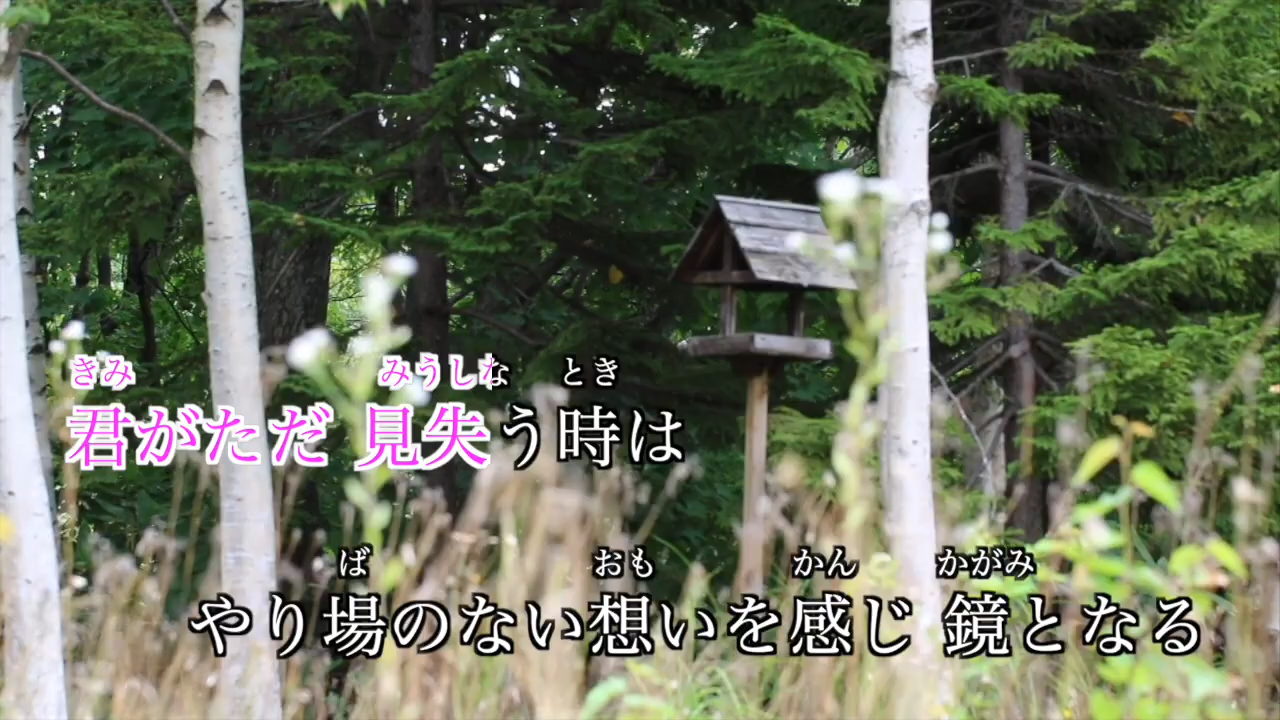 きみ みうしな とき
君がただ 見失う時は
ば おも かん かがみ
やり場のない想いを感じ 鏡となる